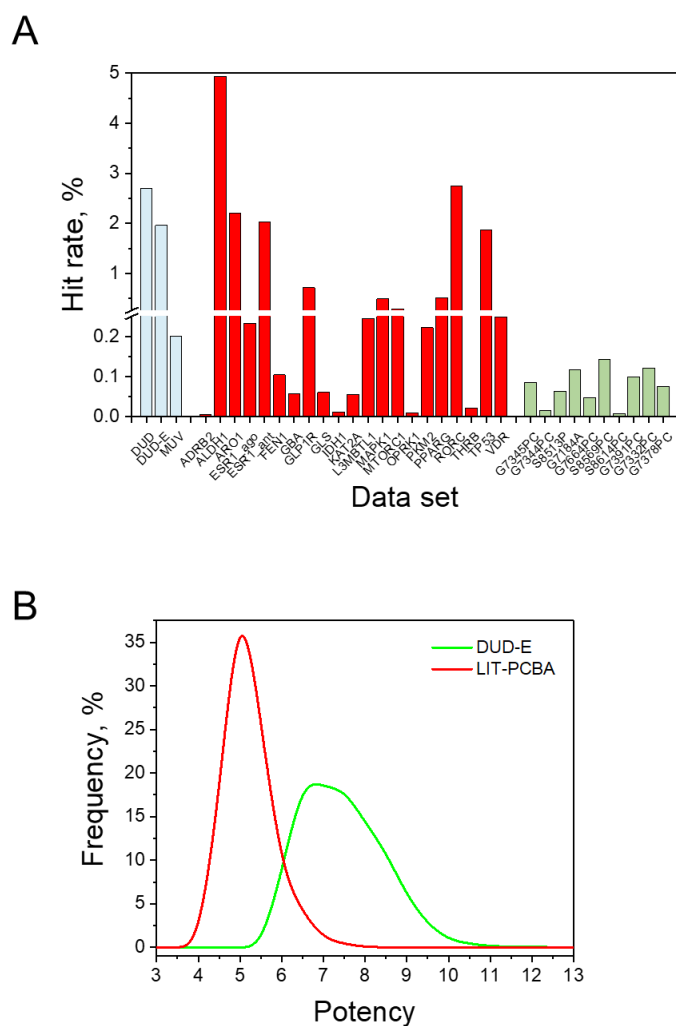 A
Hit rate, %
5
4
3
2
1
0.2
0.1
0.0
DUD
DUD-E
MUV
ADRB2
ALDH1
ARO1
ESR1_ago
ESR1_ant
FEN1
GBA
GLP1R
GLS
IDH1
KAT2A
L3MBTL1
MAPK1
MTORC1
OPRK1
PKM2
PPARG
RORC
THRB
TP53
VDR
G7345PC
G7344PC
S8513P
G7184A
G7664PC
S8569PC
S8614PC
G7391PC
G7332PC
G7378PC
Data set
B
Frequency, %
35
30
25
20
15
10
5
0
DUD-E
LIT-PCBA
3 4 5 6 7 8 9 10 11 12 13
Potency